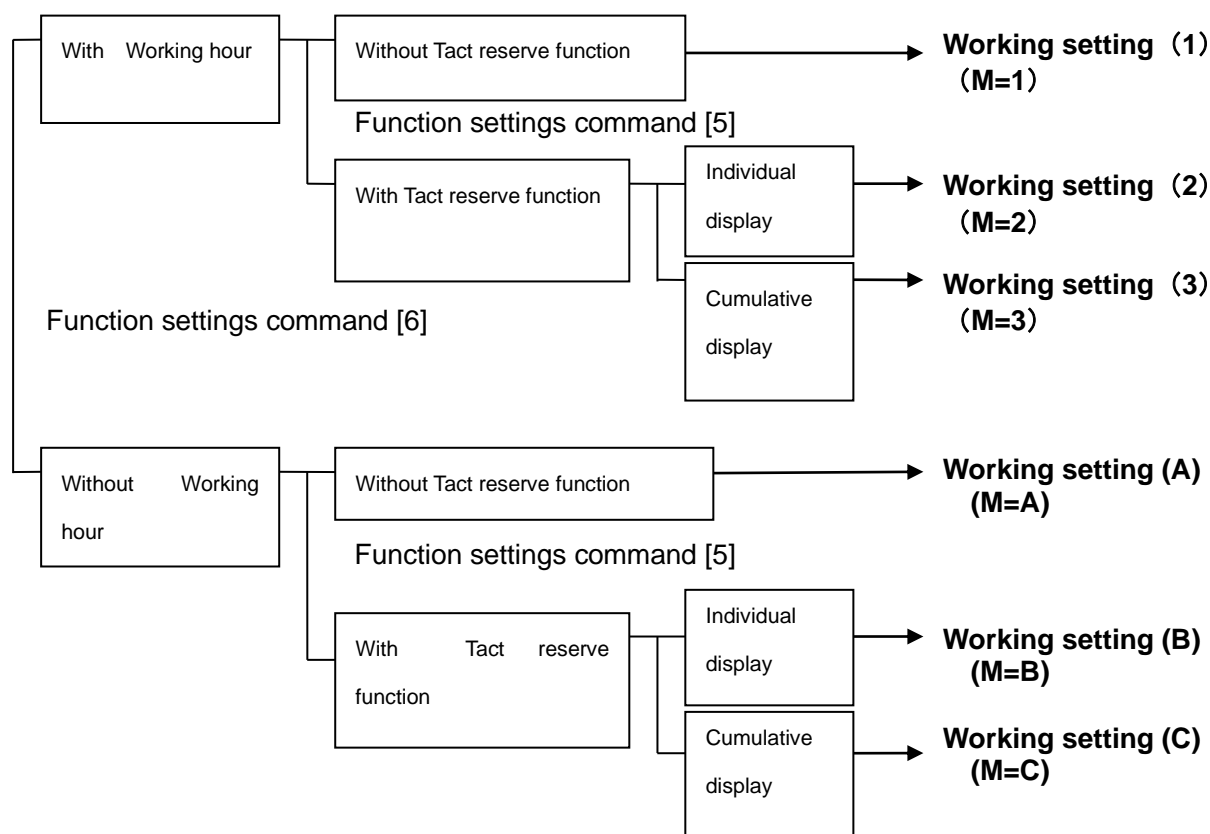 With Working hour
Without Tact reserve function
Working setting（1）
（M=1）
Function settings command [5]
With Tact reserve function
Individual
display
Working setting（2）
（M=2）
Cumulative
display
Working setting（3）
（M=3）
Function settings command [6]
Without Working
hour
Without Tact reserve function
Working setting (A)
(M=A)
Function settings command [5]
With Tact reserve
function
Individual
display
Working setting (B)
(M=B)
Cumulative
display
Working setting (C)
(M=C)